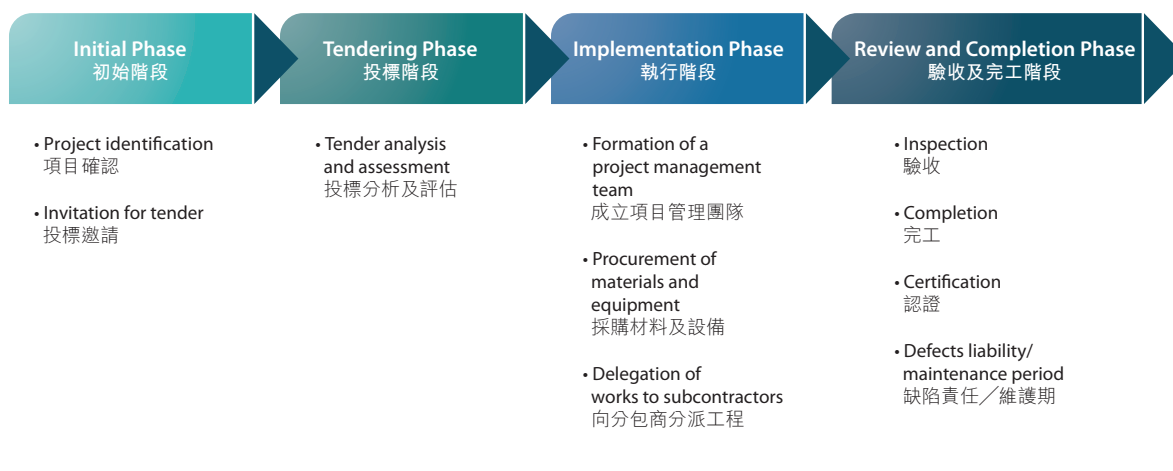 Initial Phase
初始階段
Tendering Phase
投標階段
Implementation Phase
執行階段
Review and Completion Phase
驗收及完工階段
• Project identification
項目確認
• Invitation for tender
投標邀請
• Tender analysis
and assessment
投標分析及評估
• Formation of a
project management
team
成立項目管理團隊
• Procurement of
materials and
equipment
採購材料及設備
• Delegation of
works to subcontractors
向分包商分派工程
• Inspection
驗收
• Completion
完工
• Certification
認證
• Defects liability/
maintenance period
缺陷責任╱維護期